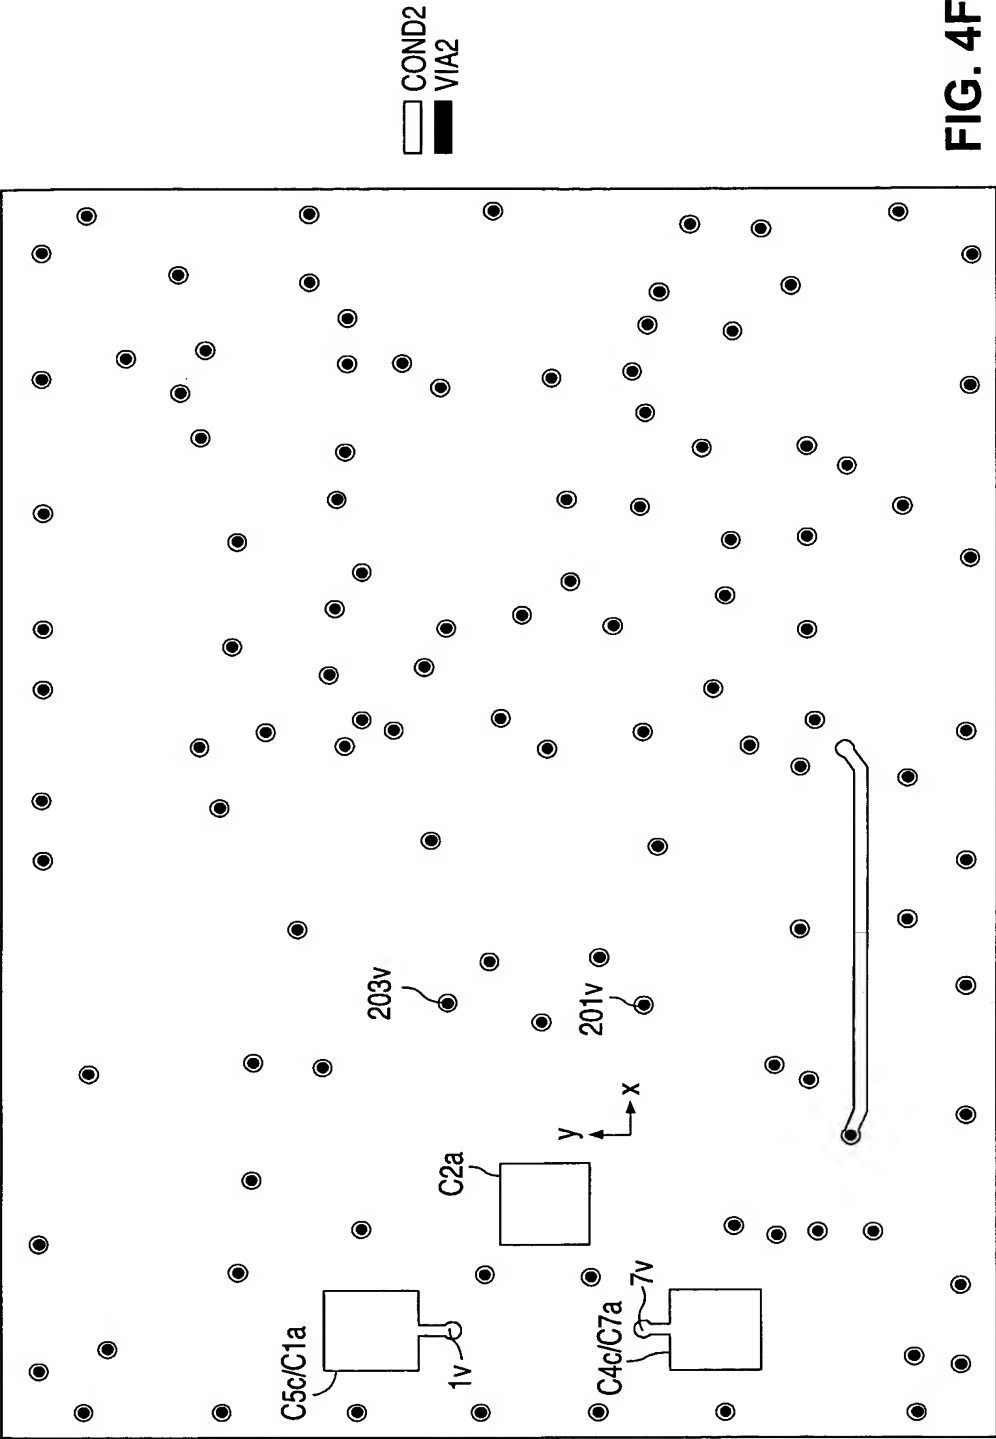 COND2
VIA2
FIG. 4F
203v
201v
y
x
C2a
C5c/C1a
1v
C4c/C7a
7v